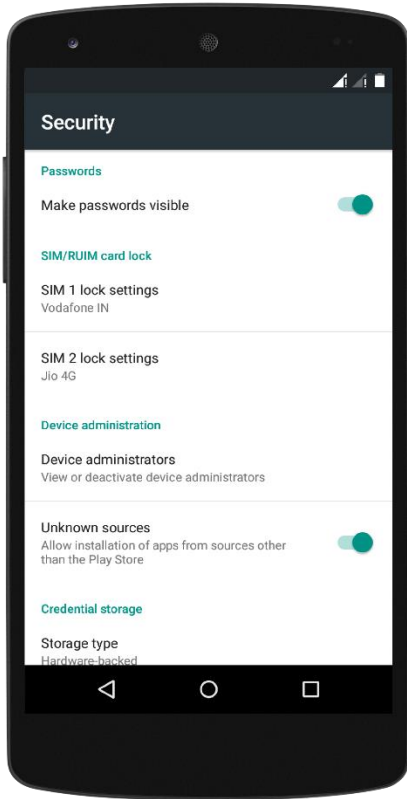 Security
Passwords
Make passwords visible
SIM/RUIM card lock
SIM 1 lock settings
Vodafone IN
SIM 2 lock settings
Jio 4G
Device administration
Device administrators
View or deactivate device administrators
Unknown sources
Allow installation of apps from sources other
than the Play Store
Credential storage
Storage type
Hardware-backed